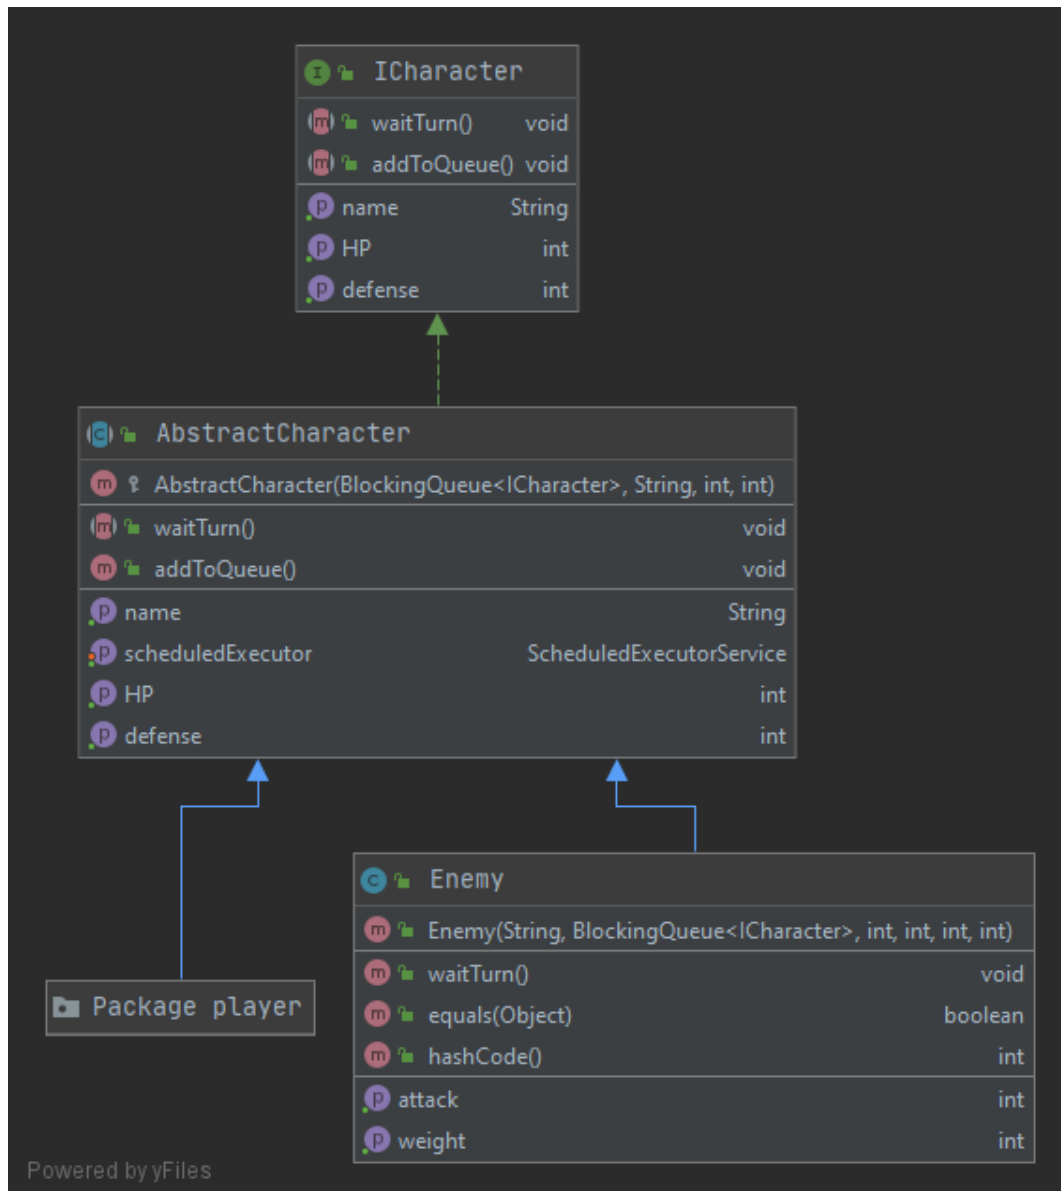 ICharacter
waitTurn() void
addToQueue() void
name String
HP int
defense int
AbstractCharacter
AbstractCharacter(BlockingQueue<ICharacter>, String, int, int)
waitTurn() void
addToQueue() void
name String
scheduledExecutor ScheduledExecutorService
HP int
defense int
Enemy
Enemy(String, BlockingQueue<ICharacter>, int, int, int, int)
waitTurn() void
equals(Object) boolean
hashCode() int
attack int
weight int
Package player
Powered by yFiles